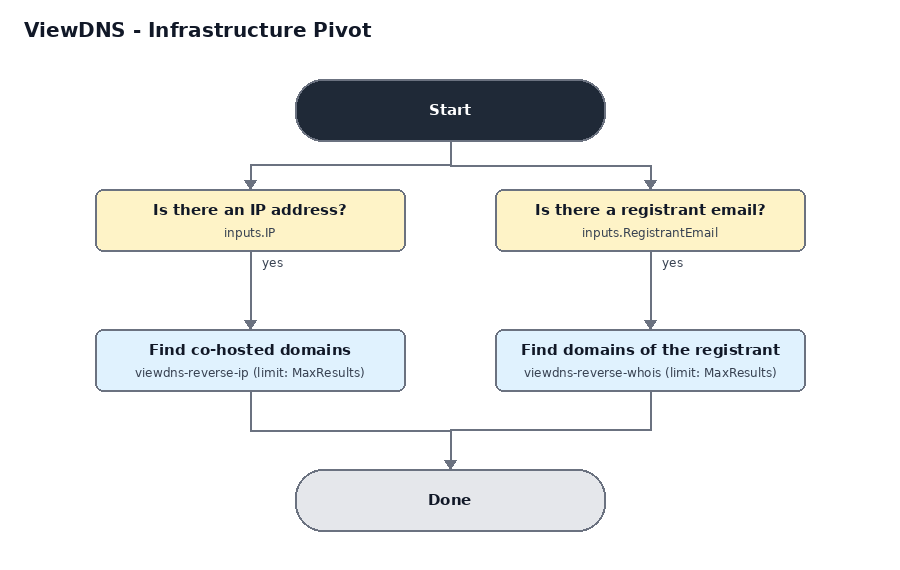 ViewDNS - Infrastructure Pivot
Start
Is there an IP address?
inputs.IP
Is there a registrant email?
inputs.RegistrantEmail
yes
yes
Find co-hosted domains
viewdns-reverse-ip (limit: MaxResults)
Find domains of the registrant
viewdns-reverse-whois (limit: MaxResults)
Done